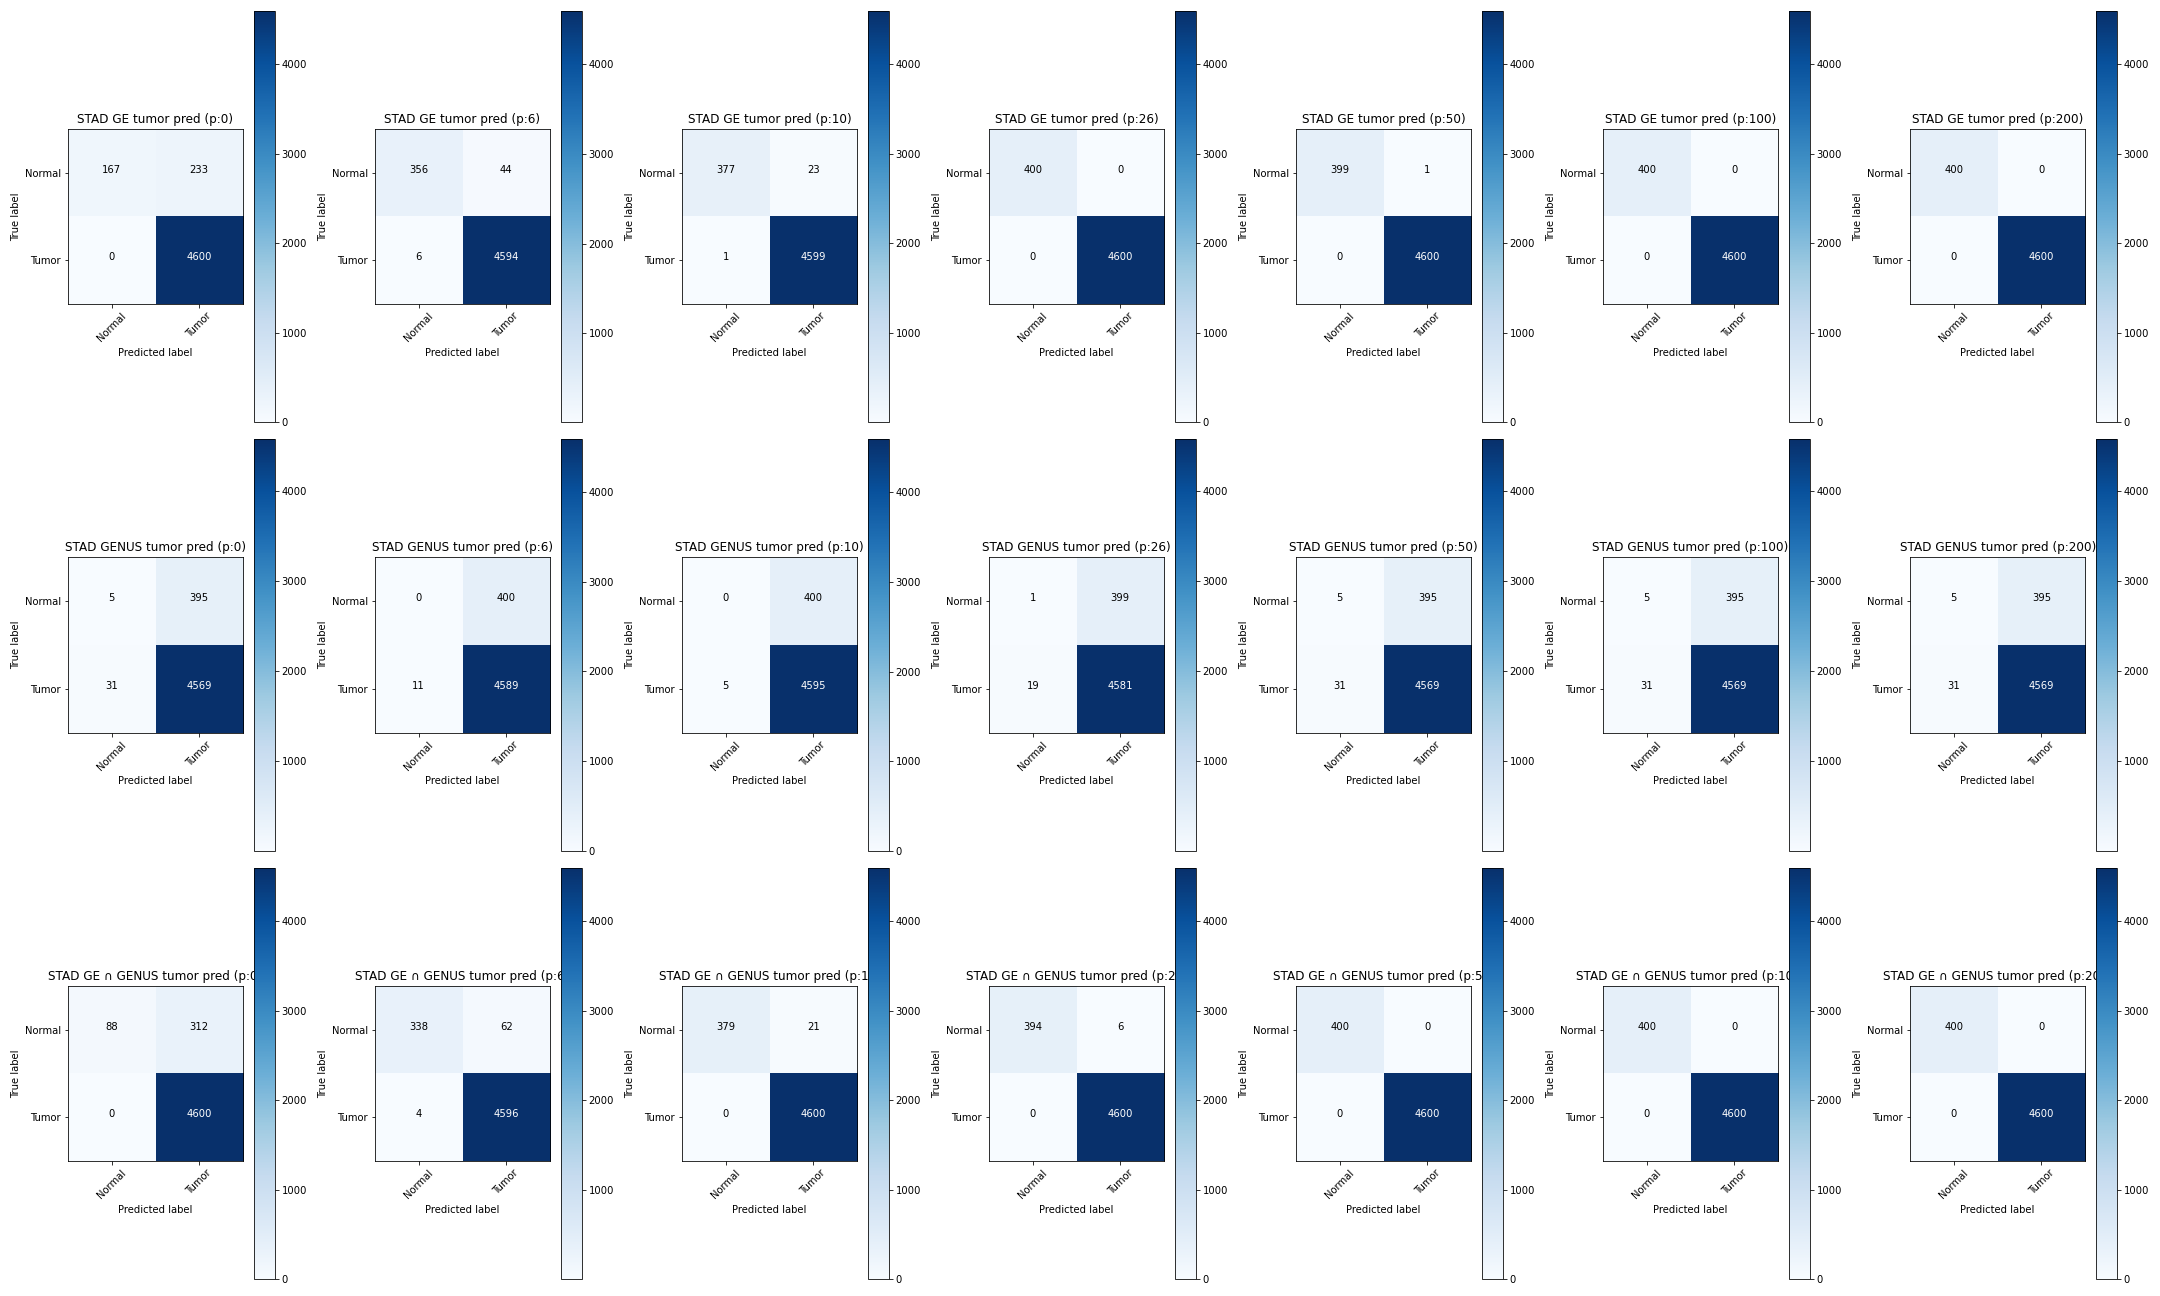 STAD GE tumor pred (p:0)
True label
Normal 167 233
Tumor 0 4600
Normal Tumor
Predicted label
4000
3000
2000
1000
0
STAD GE tumor pred (p:6)
True label
Normal 356 44
Tumor 6 4594
Normal Tumor
Predicted label
4000
3000
2000
1000
STAD GE tumor pred (p:10)
True label
Normal 377 23
Tumor 1 4599
Normal Tumor
Predicted label
4000
3000
2000
1000
STAD GE tumor pred (p:26)
True label
Normal 400 0
Tumor 0 4600
Normal Tumor
Predicted label
4000
3000
2000
1000
0
STAD GE tumor pred (p:50)
True label
Normal 399 1
Tumor 0 4600
Normal Tumor
Predicted label
4000
3000
2000
1000
0
STAD GE tumor pred (p:100)
True label
Normal 400 0
Tumor 0 4600
Normal Tumor
Predicted label
4000
3000
2000
1000
0
STAD GE tumor pred (p:200)
True label
Normal 400 0
Tumor 0 4600
Normal Tumor
Predicted label
4000
3000
2000
1000
0
STAD GENUS tumor pred (p:0)
True label
Normal 5 395
Tumor 31 4569
Normal Tumor
Predicted label
4000
3000
2000
1000
STAD GENUS tumor pred (p:6)
True label
Normal 0 400
Tumor 11 4589
Normal Tumor
Predicted label
4000
3000
2000
1000
0
STAD GENUS tumor pred (p:10)
True label
Normal 0 400
Tumor 5 4595
Normal Tumor
Predicted label
4000
3000
2000
1000
0
STAD GENUS tumor pred (p:26)
True label
Normal 1 399
Tumor 19 4581
Normal Tumor
Predicted label
4000
3000
2000
1000
STAD GENUS tumor pred (p:50)
True label
Normal 5 395
Tumor 31 4569
Normal Tumor
Predicted label
4000
3000
2000
1000
STAD GENUS tumor pred (p:100)
True label
Normal 5 395
Tumor 31 4569
Normal Tumor
Predicted label
4000
3000
2000
1000
STAD GENUS tumor pred (p:200)
True label
Normal 5 395
Tumor 31 4569
Normal Tumor
Predicted label
4000
3000
2000
1000
STAD GE ∩ GENUS tumor pred (p:0
True label
Normal 88 312
Tumor 0 4600
Normal Tumor
Predicted label
4000
3000
2000
1000
0
STAD GE ∩ GENUS tumor pred (p:6
True label
Normal 338 62
Tumor 4 4596
Normal Tumor
Predicted label
4000
3000
2000
1000
STAD GE ∩ GENUS tumor pred (p:1
True label
Normal 379 21
Tumor 0 4600
Normal Tumor
Predicted label
4000
3000
2000
1000
0
STAD GE ∩ GENUS tumor pred (p:2
True label
Normal 394 6
Tumor 0 4600
Normal Tumor
Predicted label
4000
3000
2000
1000
0
STAD GE ∩ GENUS tumor pred (p:5
True label
Normal 400 0
Tumor 0 4600
Normal Tumor
Predicted label
4000
3000
2000
1000
0
STAD GE ∩ GENUS tumor pred (p:10
True label
Normal 400 0
Tumor 0 4600
Normal Tumor
Predicted label
4000
3000
2000
1000
0
STAD GE ∩ GENUS tumor pred (p:20
True label
Normal 400 0
Tumor 0 4600
Normal Tumor
Predicted label
4000
3000
2000
1000
0